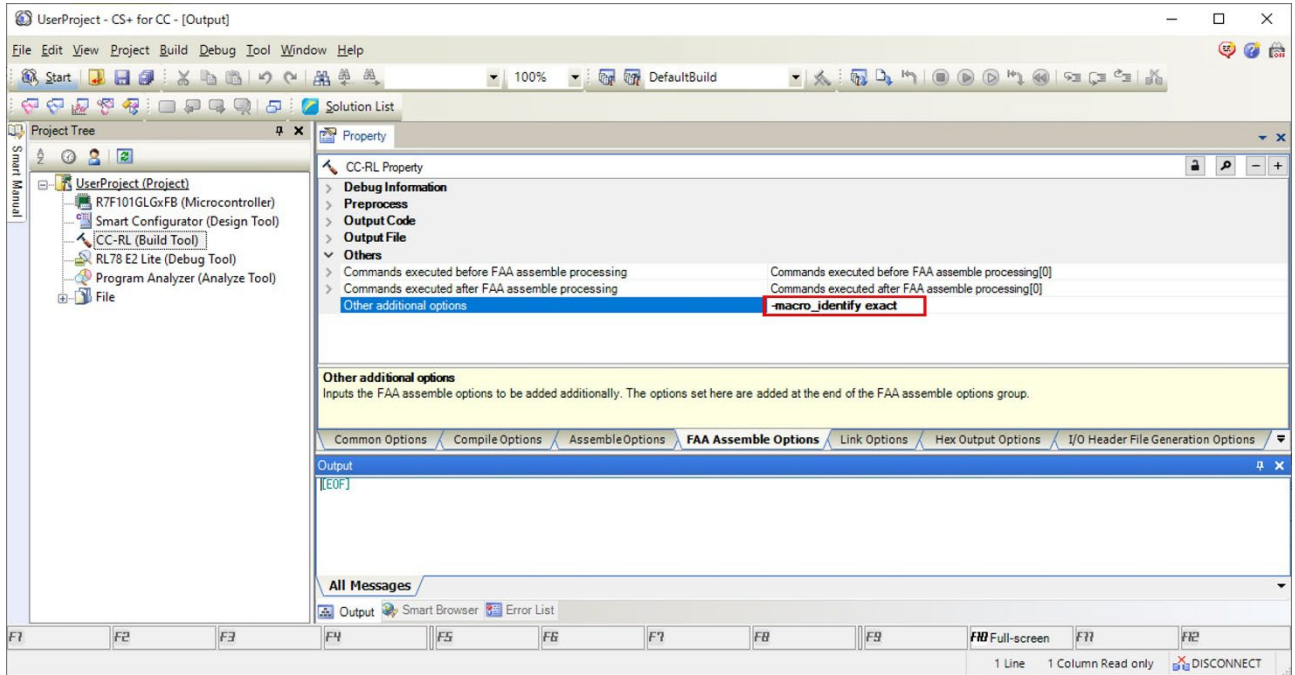 UserProject - CS+ for CC - [Output]
File Edit View Project Build Debug Tool Window Help
Start 100% DefaultBuild
Solution List
Smart Manual
Project Tree
UserProject (Project)
R7F101GLGxFB (Microcontroller)
Smart Configurator (Design Tool)
CC-RL (Build Tool)
RL78 E2 Lite (Debug Tool)
Program Analyzer (Analyze Tool)
File
Property
CC-RL Property
Debug Information
Preprocess
Output Code
Output File
Others
Commands executed before FAA assemble processing Commands executed before FAA assemble processing[0]
Commands executed after FAA assemble processing Commands executed after FAA assemble processing[0]
Other additional options -macro_identify exact
Other additional options
Inputs the FAA assemble options to be added additionally. The options set here are added at the end of the FAA assemble options group.
Common Options Compile Options Assemble Options FAA Assemble Options Link Options Hex Output Options I/O Header File Generation Options
Output
[EOF]
All Messages
Output Smart Browser Error List
F1 F2 F3 F4 F5 F6 F7 F8 F9 F10 Full-screen F11 F12
1 Line 1 Column Read only DISCONNECT